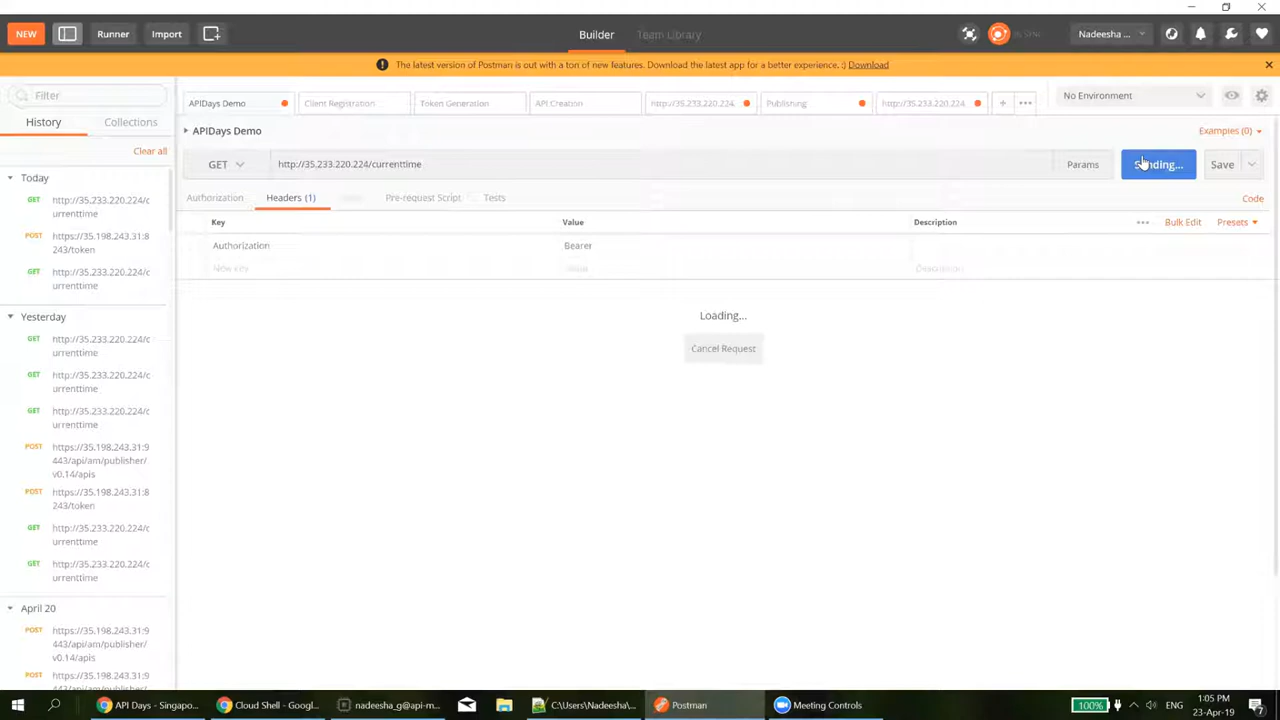 NEW
Runner
Import
Builder
Team Library
Nadeesha ...
The latest version of Postman is out with a ton of new features. Download the latest app for a better experience. :) Download
Filter
History
Collections
Clear all
Today
GET http://35.233.220.224/c
urrenttime
POST https://35.198.243.31:8
243/token
GET http://35.233.220.224/c
urrenttime
Yesterday
GET http://35.233.220.224/c
urrenttime
GET http://35.233.220.224/c
urrenttime
GET http://35.233.220.224/c
urrenttime
POST https://35.198.243.31:9
443/api/am/publisher/
v0.14/apis
POST https://35.198.243.31:8
243/token
GET http://35.233.220.224/c
urrenttime
GET http://35.233.220.224/c
urrenttime
April 20
POST https://35.198.243.31:9
443/api/am/publisher/
v0.14/apis
POST https://35.198.243.31:9
APIDays Demo
Client Registration
Token Generation
API Creation
http://35.233.220.224
Publishing
http://35.233.220.224
+
...
No Environment
APIDays Demo
Examples (0)
GET
http://35.233.220.224/currenttime
Params
Save
Authorization
Headers (1)
Pre-request Script
Tests
Code
Key
Value
Description
Bulk Edit
Presets
Authorization
Bearer
New key
Value
Description
Loading...
Cancel Request
API Days - Singapo...
Cloud Shell - Googl...
nadeesha_g@api-m...
C:\Users\Nadeesha\...
Postman
Meeting Controls
100%
1:05 PM
23-Apr-19
7